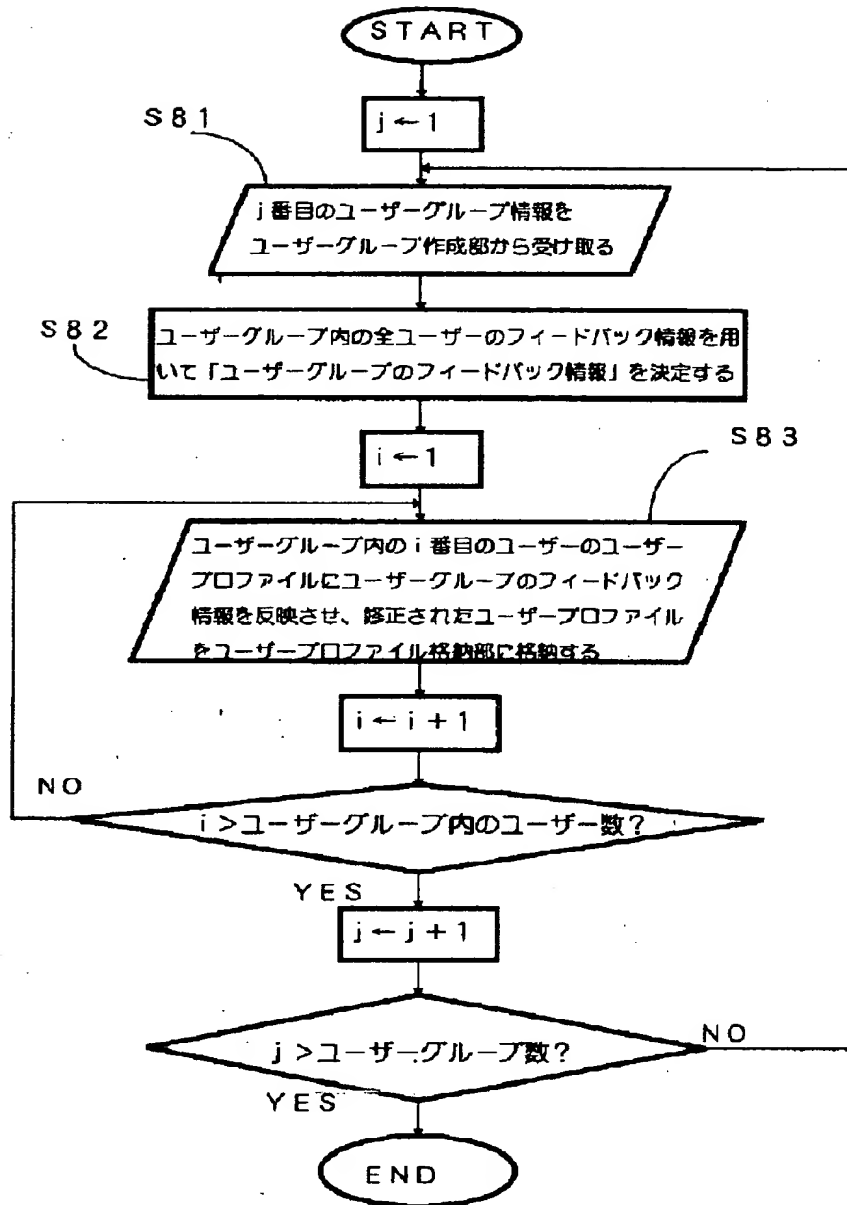 START
j←1
S81
j番目のユーザーグループ情報を
ユーザーグループ作成部から受け取る
S82
ユーザーグループ内の全ユーザーのフィードバック情報を用
いて「ユーザーグループのフィードバック情報」を決定する
i←1
S83
ユーザーグループ内のi番目のユーザーのユーザー
プロファイルにユーザーグループのフィードバック
情報を反映させ、修正されたユーザープロファイル
をユーザープロファイル格納部に格納する
i←i+1
NO
i>ユーザーグループ内のユーザー数?
YES
j←j+1
j>ユーザーグループ数?
NO
YES
END